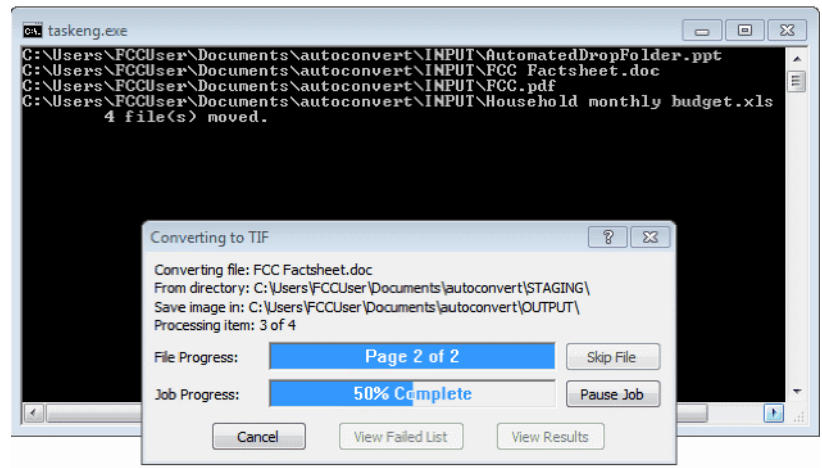 taskeng.exe
C:\Users\FCCUser\Documents\autoconvert\INPUT\AutomatedDropFolder.ppt
C:\Users\FCCUser\Documents\autoconvert\INPUT\FCC Factsheet.doc
C:\Users\FCCUser\Documents\autoconvert\INPUT\FCC.pdf
C:\Users\FCCUser\Documents\autoconvert\INPUT\Household monthly budget.xls
4 file(s) moved.
Converting to TIF
Converting file: FCC Factsheet.doc
From directory: C:\Users\FCCUser\Documents\autoconvert\STAGING\
Save image in: C:\Users\FCCUser\Documents\autoconvert\OUTPUT\
Processing item: 3 of 4
File Progress: Page 2 of 2 Skip File
Job Progress: 50% Complete Pause Job
Cancel View Failed List View Results